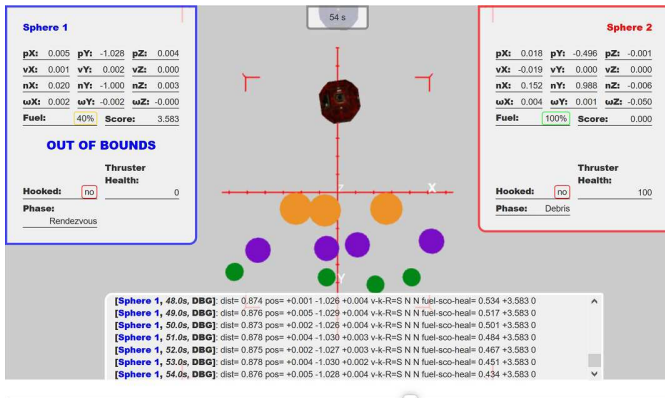 54 s
Sphere 1
pX: 0.005 pY: -1.028 pZ: 0.004
vX: 0.001 vY: 0.002 vZ: 0.000
nX: 0.020 nY: -1.000 nZ: 0.003
ωX: 0.002 ωY: -0.002 ωZ: -0.000
Fuel: 40% Score: 3.583
OUT OF BOUNDS
Thruster
Health:
Hooked: no 0
Phase:
Rendezvous
Sphere 2
pX: 0.018 pY: -0.496 pZ: -0.001
vX: -0.019 vY: 0.000 vZ: 0.000
nX: 0.152 nY: 0.988 nZ: -0.006
ωX: 0.004 ωY: 0.001 ωZ: -0.050
Fuel: 100% Score: 0.000
Thruster
Health:
Hooked: no 100
Phase: Debris
Z X
Y
[Sphere 1, 48.0s, DBG]: dist= 0.874 pos= +0.001 -1.026 +0.004 v-k-R=S N N fuel-sco-heal= 0.534 +3.583 0
[Sphere 1, 49.0s, DBG]: dist= 0.876 pos= +0.005 -1.029 +0.004 v-k-R=S N N fuel-sco-heal= 0.517 +3.583 0
[Sphere 1, 50.0s, DBG]: dist= 0.873 pos= +0.002 -1.026 +0.004 v-k-R=S N N fuel-sco-heal= 0.501 +3.583 0
[Sphere 1, 51.0s, DBG]: dist= 0.878 pos= +0.004 -1.030 +0.003 v-k-R=S N N fuel-sco-heal= 0.484 +3.583 0
[Sphere 1, 52.0s, DBG]: dist= 0.875 pos= +0.002 -1.027 +0.003 v-k-R=S N N fuel-sco-heal= 0.467 +3.583 0
[Sphere 1, 53.0s, DBG]: dist= 0.878 pos= +0.004 -1.030 +0.002 v-k-R=S N N fuel-sco-heal= 0.451 +3.583 0
[Sphere 1, 54.0s, DBG]: dist= 0.876 pos= +0.002 -1.028 +0.004 v-k-R=S N N fuel-sco-heal= 0.434 +3.583 0